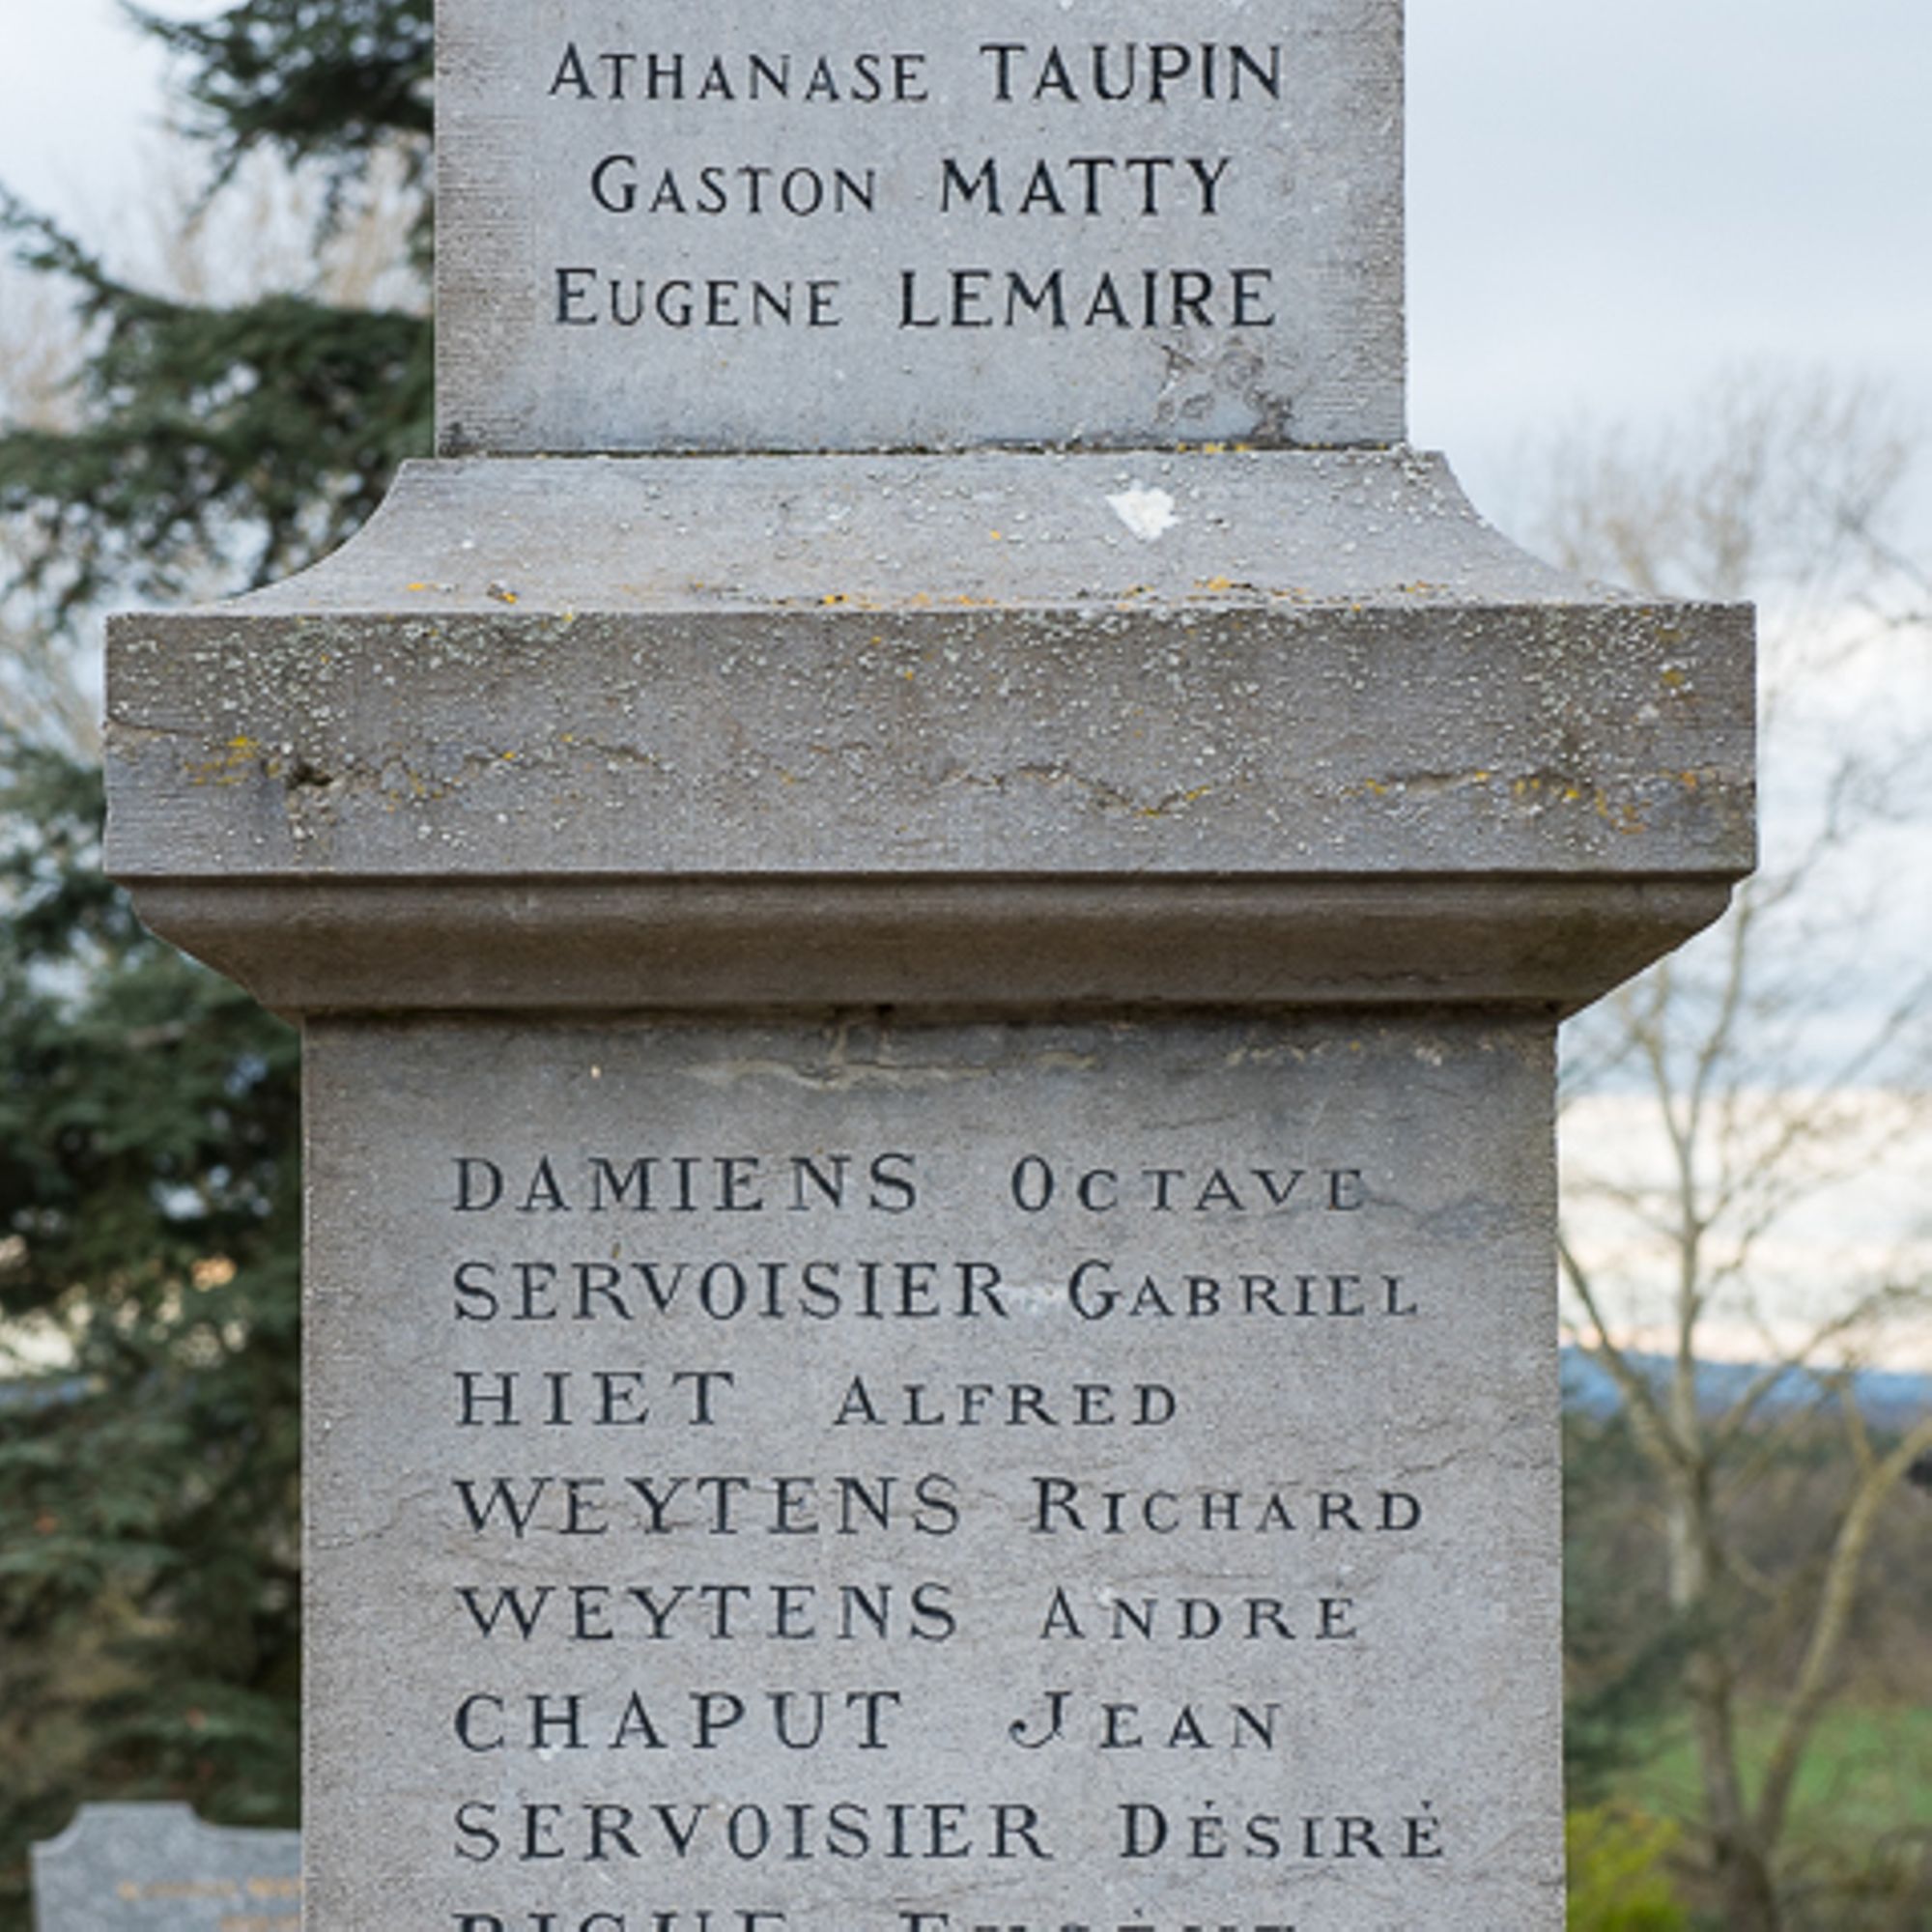 ATHANASE TAUPIN
GASTON MATTY
EUGENE LEMAIRE
DAMIENS OCTAVE
SERVOISIER GABRIEL
HIET ALFRED
WEYTENS RICHARD
WEYTENS ANDRE
CHAPUT JEAN
SERVOISIER DÉSIRÉ